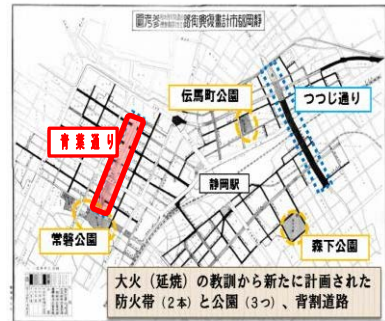 伝馬町公園
つつじ通り
青葉通り
静岡駅
常磐公園
森下公園
大火（延焼）の教訓から新たに計画された
防火帯（2本）と公園（3つ）、背割道路